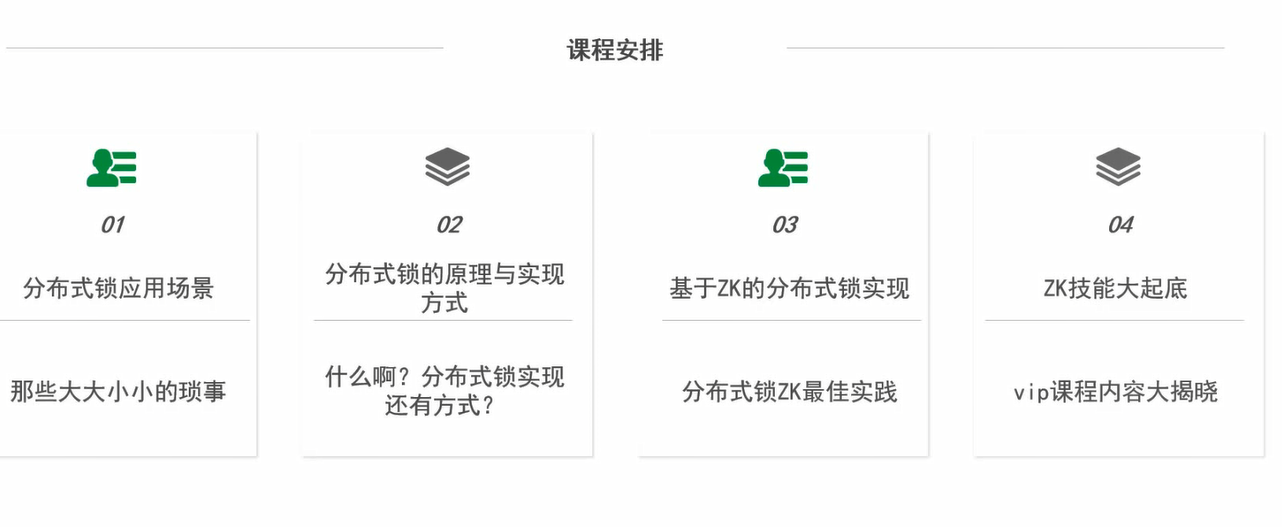 课程安排
01
分布式锁应用场景
那些大大小小的琐事
02
分布式锁的原理与实现
方式
什么啊？分布式锁实现
还有方式？
03
基于ZK的分布式锁实现
分布式锁ZK最佳实践
04
ZK技能大起底
vip课程内容大揭晓